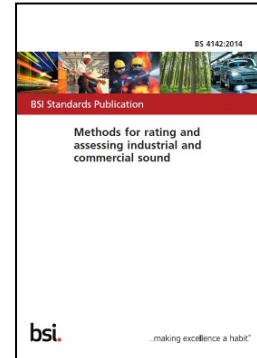 BS 4142:2014
BSI Standards Publication
Methods for rating and
assessing industrial and
commercial sound
bsi.
...making excellence a habit.™